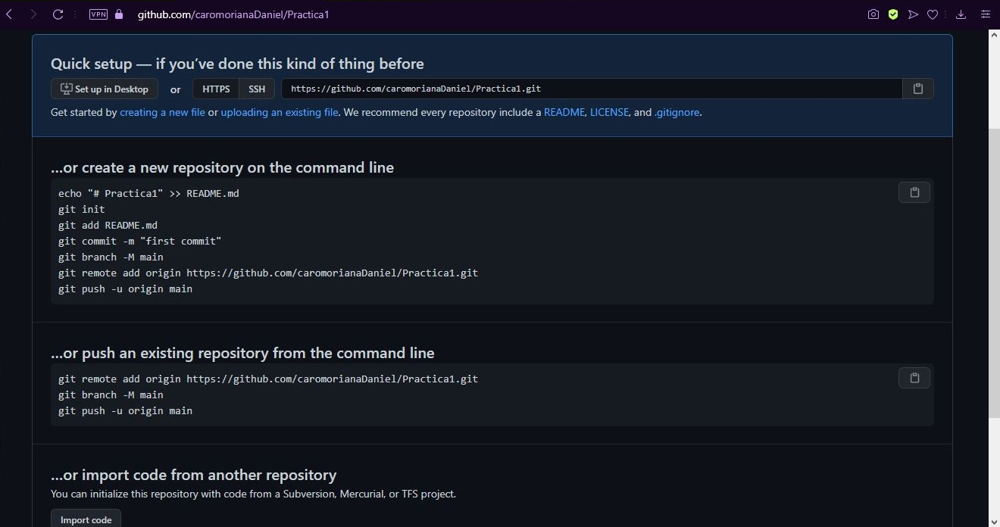 VPN github.com/caromorianaDaniel/Practica1
Quick setup — if you’ve done this kind of thing before
Set up in Desktop or HTTPS SSH https://github.com/caromorianaDaniel/Practica1.git
Get started by creating a new file or uploading an existing file. We recommend every repository include a README, LICENSE, and .gitignore.
…or create a new repository on the command line
echo "# Practica1" >> README.md
git init
git add README.md
git commit -m "first commit"
git branch -M main
git remote add origin https://github.com/caromorianaDaniel/Practica1.git
git push -u origin main
…or push an existing repository from the command line
git remote add origin https://github.com/caromorianaDaniel/Practica1.git
git branch -M main
git push -u origin main
…or import code from another repository
You can initialize this repository with code from a Subversion, Mercurial, or TFS project.
Import code